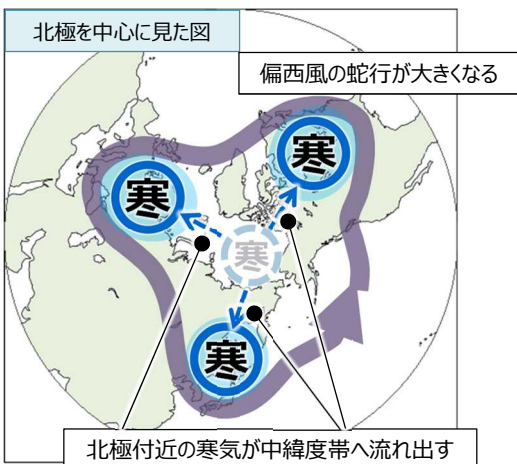 北極を中心に見た図
偏西風の蛇行が大きくなる
寒
寒
寒
寒
北極付近の寒気が中緯度帯へ流れ出す